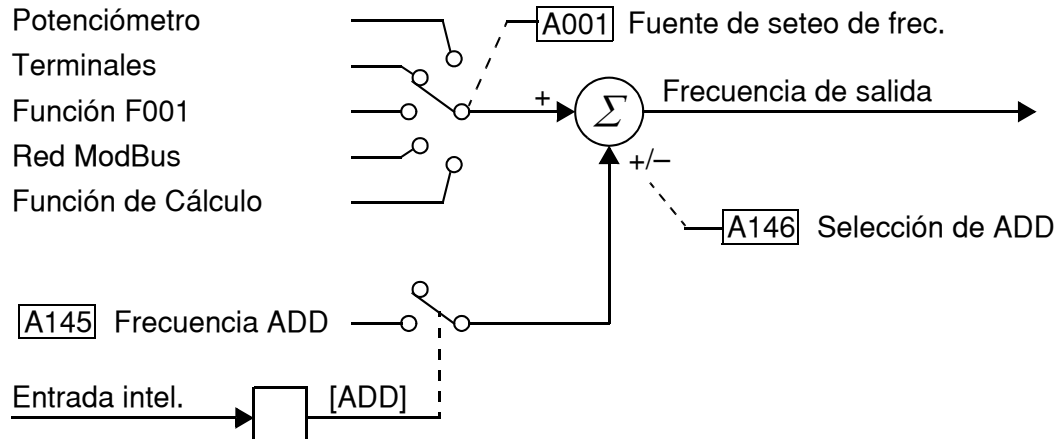 Potenciómetro
A001 Fuente de seteo de frec.
Terminales
Función F001
+
Σ
Frecuencia de salida
Red ModBus
+/−
Función de Cálculo
A146 Selección de ADD
A145 Frecuencia ADD
Entrada intel.
[ADD]